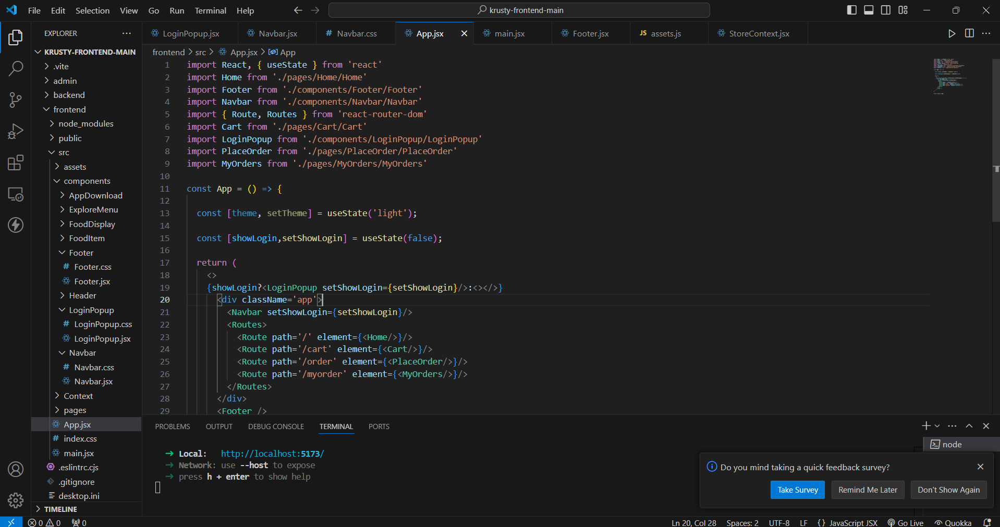 File Edit Selection View Go Run Terminal Help
krusty-frontend-main
EXPLORER
KRUSTY-FRONTEND-MAIN
.vite
admin
backend
frontend
node_modules
public
src
assets
components
AppDownload
ExploreMenu
FoodDisplay
FoodItem
Footer
# Footer.css
Footer.jsx
Header
LoginPopup
# LoginPopup.css
LoginPopup.jsx
Navbar
# Navbar.css
Navbar.jsx
Context
pages
App.jsx
# index.css
main.jsx
.eslintrc.cjs
.gitignore
desktop.ini
TIMELINE
LoginPopup.jsx Navbar.jsx # Navbar.css App.jsx main.jsx Footer.jsx JS assets.js StoreContext.jsx
frontend > src > App.jsx > App
1 import React, { useState } from 'react'
2 import Home from './pages/Home/Home'
3 import Footer from './components/Footer/Footer'
4 import Navbar from './components/Navbar/Navbar'
5 import { Route, Routes } from 'react-router-dom'
6 import Cart from './pages/Cart/Cart'
7 import LoginPopup from './components/LoginPopup/LoginPopup'
8 import PlaceOrder from './pages/PlaceOrder/PlaceOrder'
9 import MyOrders from './pages/MyOrders/MyOrders'
10
11 const App = () => {
12
13 const [theme, setTheme] = useState('light');
14
15 const [showLogin,setShowLogin] = useState(false);
16
17 return (
18 <>
19 {showLogin?<LoginPopup setShowLogin={setShowLogin}/>:<></>}
20 <div className='app'>
21 <Navbar setShowLogin={setShowLogin}/>
22 <Routes>
23 <Route path='/' element={<Home/>}/>
24 <Route path='/cart' element={<Cart/>}/>
25 <Route path='/order' element={<PlaceOrder/>}/>
26 <Route path='/myorder' element={<MyOrders/>}/>
27 </Routes>
28 </div>
29 <Footer />
PROBLEMS OUTPUT DEBUG CONSOLE TERMINAL PORTS
node
➜ Local: http://localhost:5173/
➜ Network: use --host to expose
➜ press h + enter to show help
Do you mind taking a quick feedback survey?
Take Survey Remind Me Later Don't Show Again
0 0 0 Ln 20, Col 28 Spaces: 2 UTF-8 LF {} JavaScript JSX Go Live Quokka